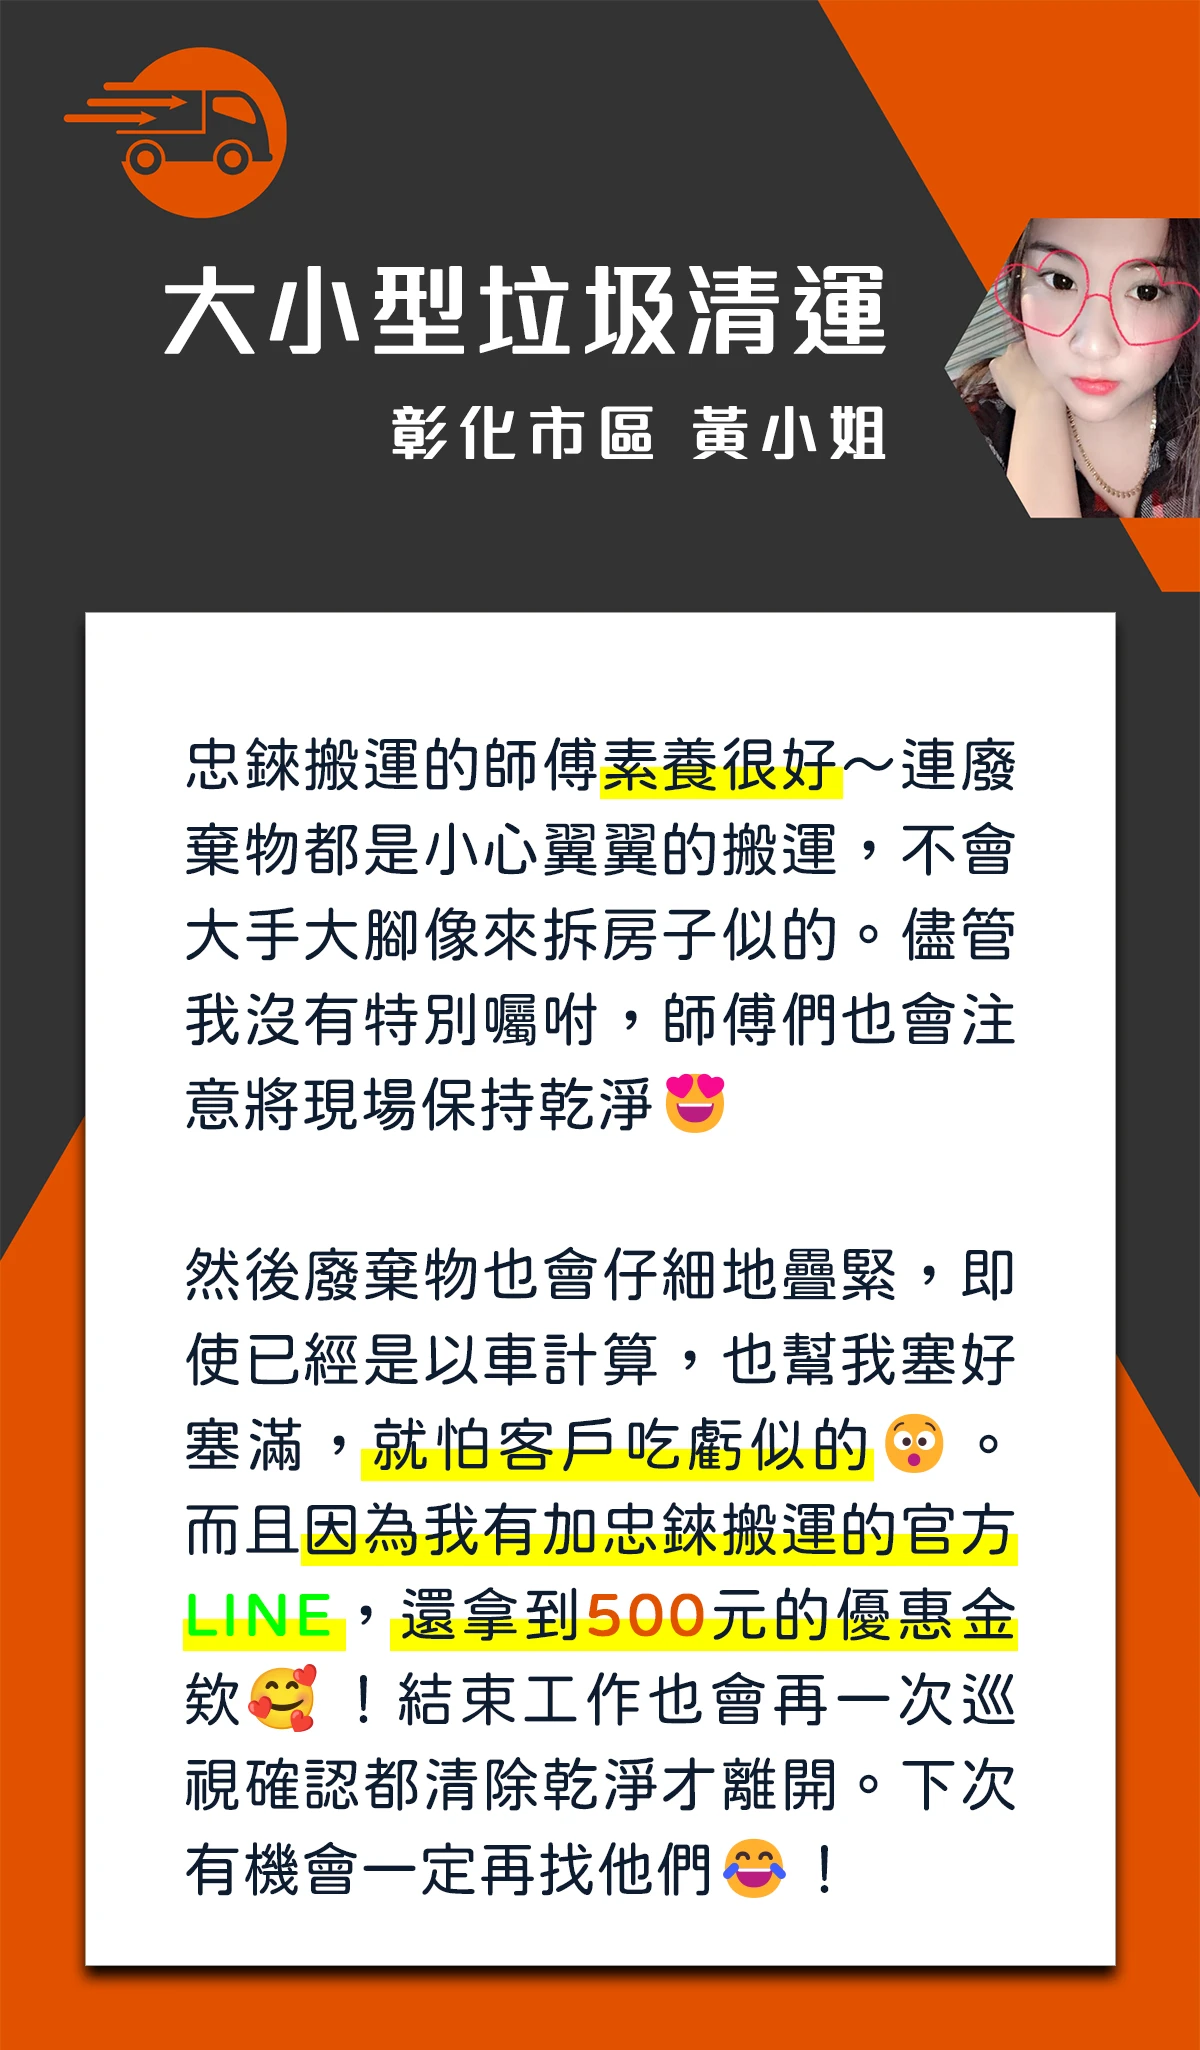 大小型垃圾清運
彰化市區 黃小姐
忠錸搬運的師傅素養很好～連廢
棄物都是小心翼翼的搬運，不會
大手大腳像來拆房子似的。儘管
我沒有特別囑咐，師傅們也會注
意將現場保持乾淨😍
然後廢棄物也會仔細地疊緊，即
使已經是以車計算，也幫我塞好
塞滿，就怕客戶吃虧似的😲。
而且因為我有加忠錸搬運的官方
LINE，還拿到500元的優惠金
欸🥰！結束工作也會再一次巡
視確認都清除乾淨才離開。下次
有機會一定再找他們😂！